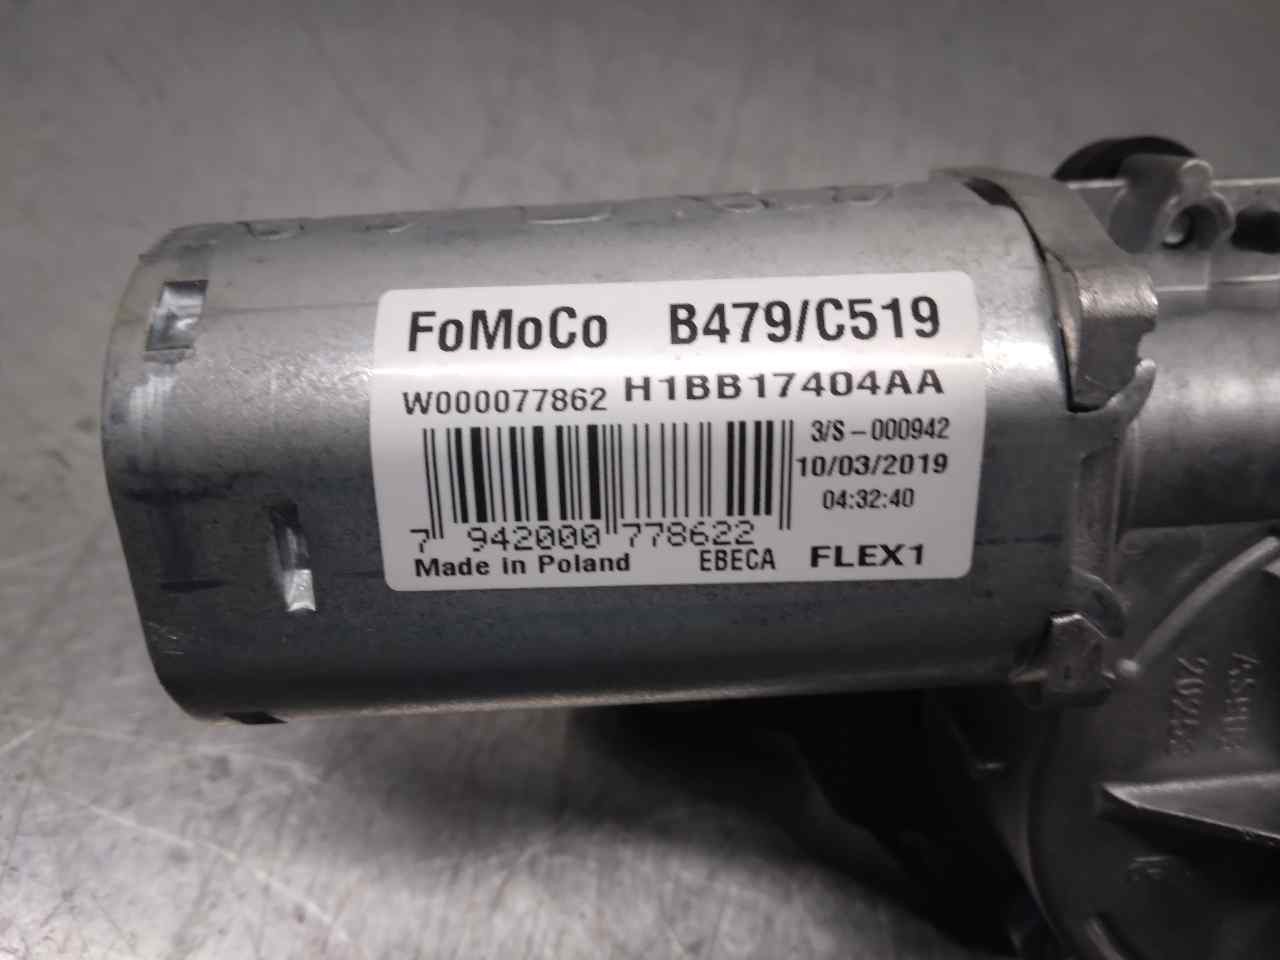 FoMoCo B479/C519
W000077862 H1BB17404AA
3/S-000942
10/03/2019
04:32:40
7 942000 778622
Made in Poland EBECA FLEX1